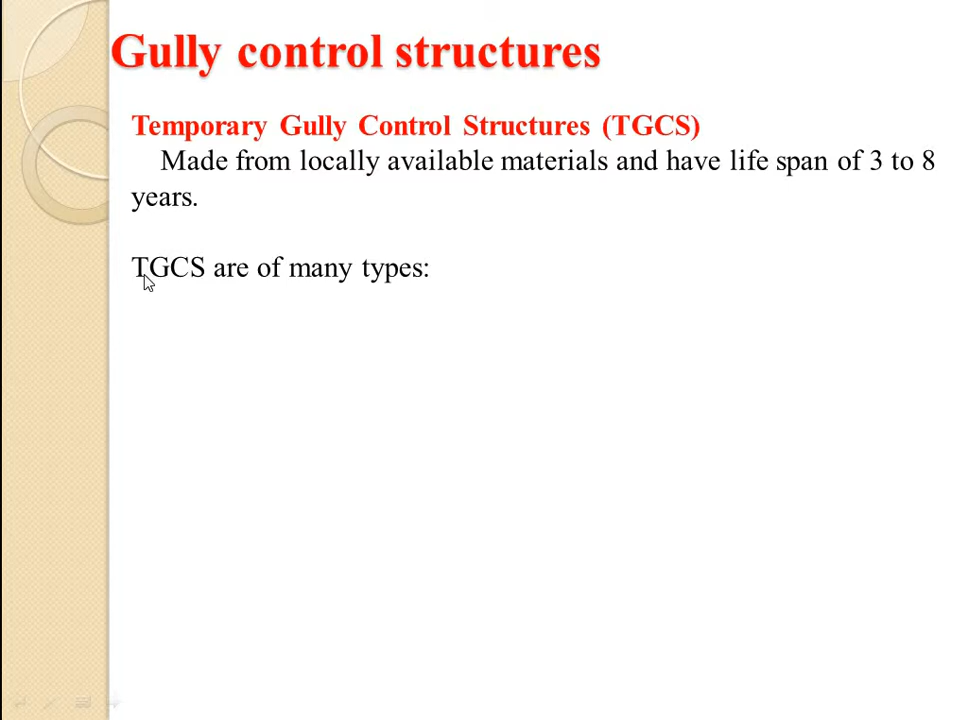 Gully control structures
Temporary Gully Control Structures (TGCS)
Made from locally available materials and have life span of 3 to 8
years.
TGCS are of many types: